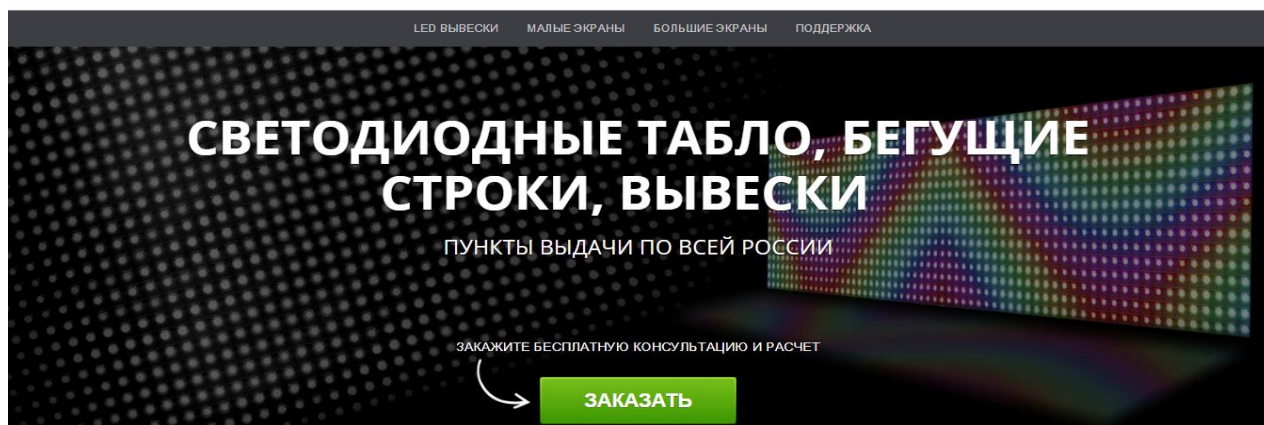 LED ВЫВЕСКИ МАЛЫЕ ЭКРАНЫ БОЛЬШИЕ ЭКРАНЫ ПОДДЕРЖКА
СВЕТОДИОДНЫЕ ТАБЛО, БЕГУЩИЕ
СТРОКИ, ВЫВЕСКИ
ПУНКТЫ ВЫДАЧИ ПО ВСЕЙ РОССИИ
ЗАКАЖИТЕ БЕСПЛАТНУЮ КОНСУЛЬТАЦИЮ И РАСЧЕТ
ЗАКАЗАТЬ